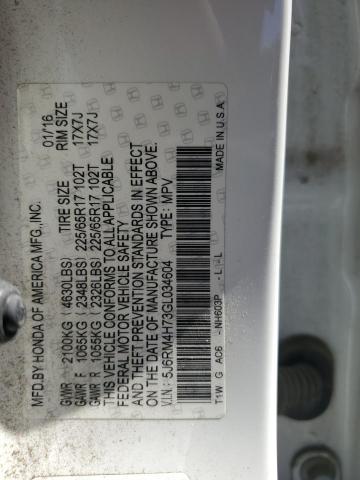 MFD.BY HONDA OF AMERICA MFG.,INC. 01/16
TIRE SIZE RIM SIZE
GVWR 2100KG (4630LBS)
GAWR F 1065KG (2348LBS) 225/65R17 102T 17X7J
GAWR R 1055KG (2326LBS) 225/65R17 102T 17X7J
THIS VEHICLE CONFORMS TO ALL APPLICABLE
FEDERAL MOTOR VEHICLE SAFETY
AND THEFT PREVENTION STANDARDS IN EFFECT
ON THE DATE OF MANUFACTURE SHOWN ABOVE.
V.I.N.: 5J6RM4H73GL034604 TYPE: MPV
T1W G AC6 -NH603P -L -L MADE IN U.S.A.